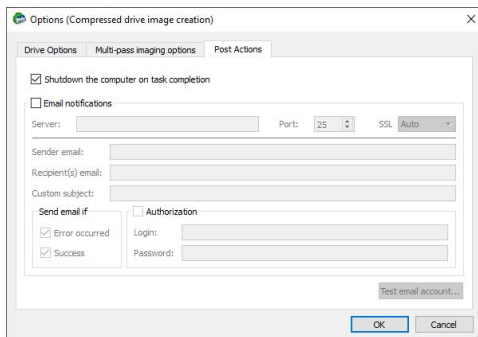 Options (Compressed drive image creation)
Drive Options Multi-pass imaging options Post Actions
Shutdown the computer on task completion
Email notifications
Server: Port: 25 SSL Auto
Sender email:
Recipient(s) email:
Custom subject:
Send email if Authorization
Error occurred Login:
Success Password:
Test email account...
OK Cancel